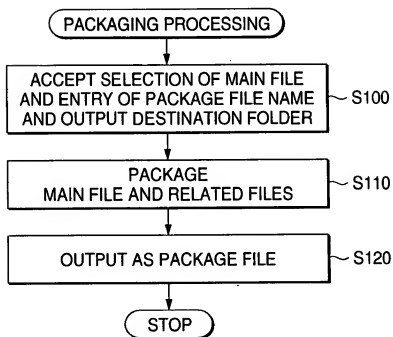 PACKAGING PROCESSING
ACCEPT SELECTION OF MAIN FILE
AND ENTRY OF PACKAGE FILE NAME
AND OUTPUT DESTINATION FOLDER
S100
PACKAGE
MAIN FILE AND RELATED FILES
S110
OUTPUT AS PACKAGE FILE
S120
STOP